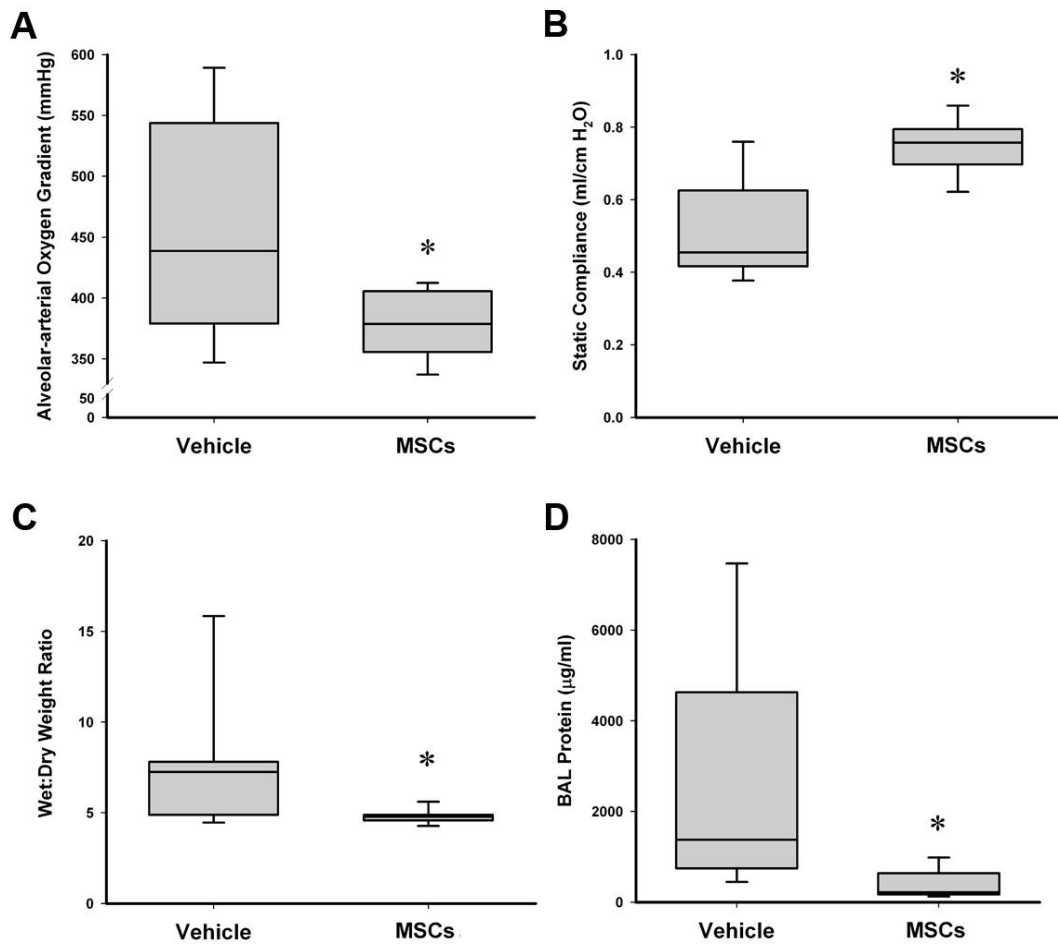 A
Alveolar-arterial Oxygen Gradient (mmHg)
600
550
500
450
400
350
50
0
*
Vehicle MSCs
B
Static Compliance (ml/cm H₂O)
1.0
0.8
0.6
0.4
0.2
0.0
*
Vehicle MSCs
C
Wet:Dry Weight Ratio
20
15
10
5
0
*
Vehicle MSCs
D
BAL Protein (μg/ml)
8000
6000
4000
2000
0
*
Vehicle MSCs